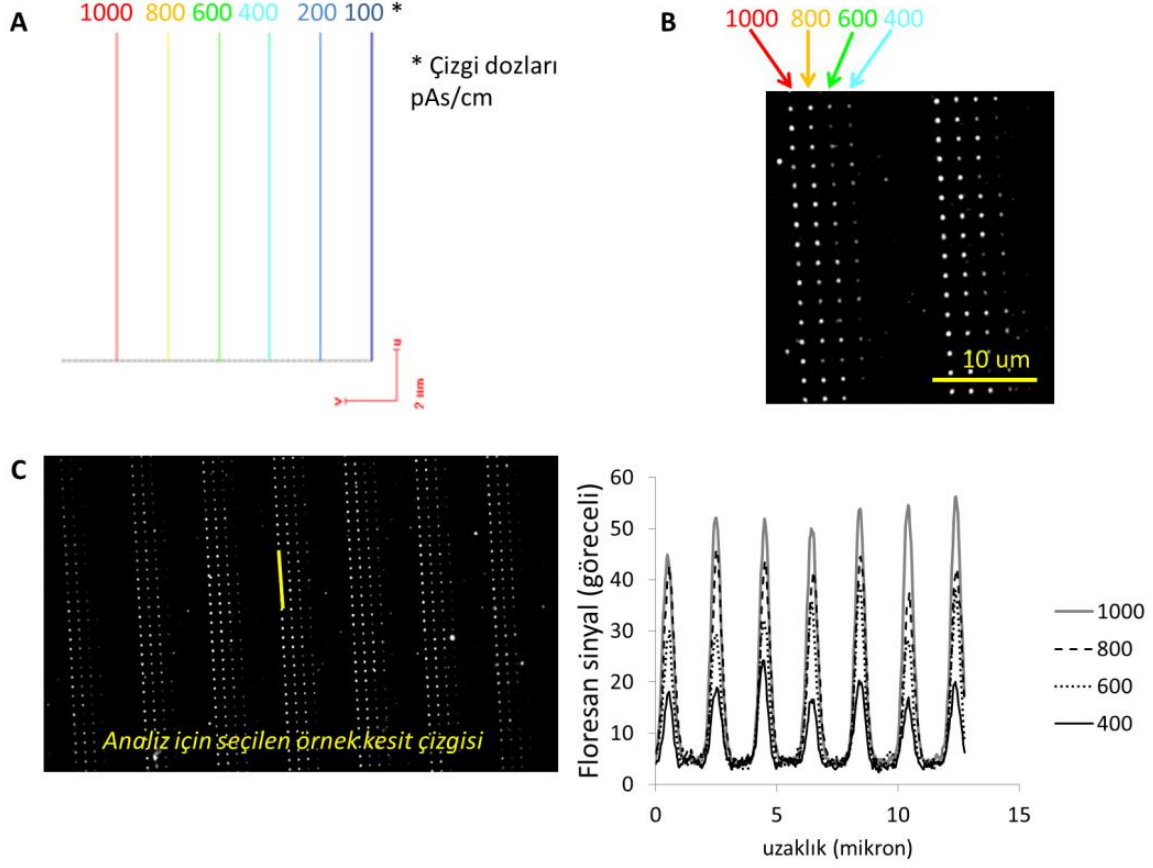 A
1000 800 600 400 200 100 *
* Çizgi dozları
pAs/cm
u
v
2 um
B
1000 800 600 400
10 um
C
Analiz için seçilen örnek kesit çizgisi
Floresan sinyal (göreceli)
60
50
40
30
20
10
0
0 5 10 15
uzaklık (mikron)
1000
800
600
400